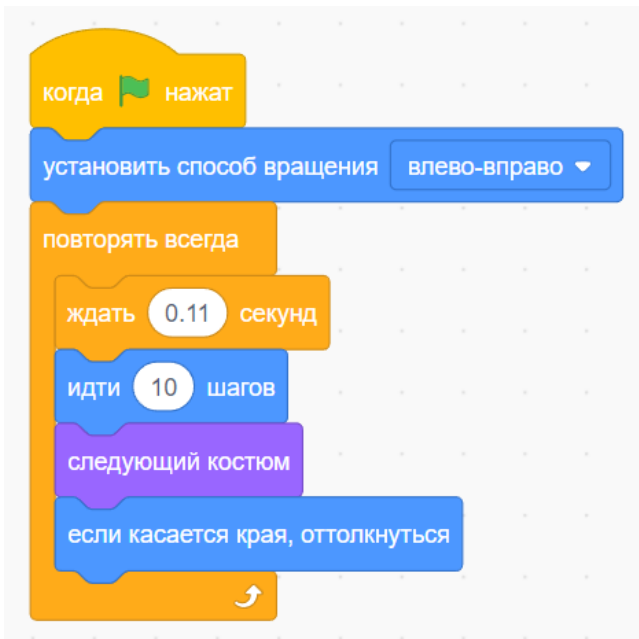 когда нажат
установить способ вращения влево-вправо
повторять всегда
ждать 0.11 секунд
идти 10 шагов
следующий костюм
если касается края, оттолкнуться